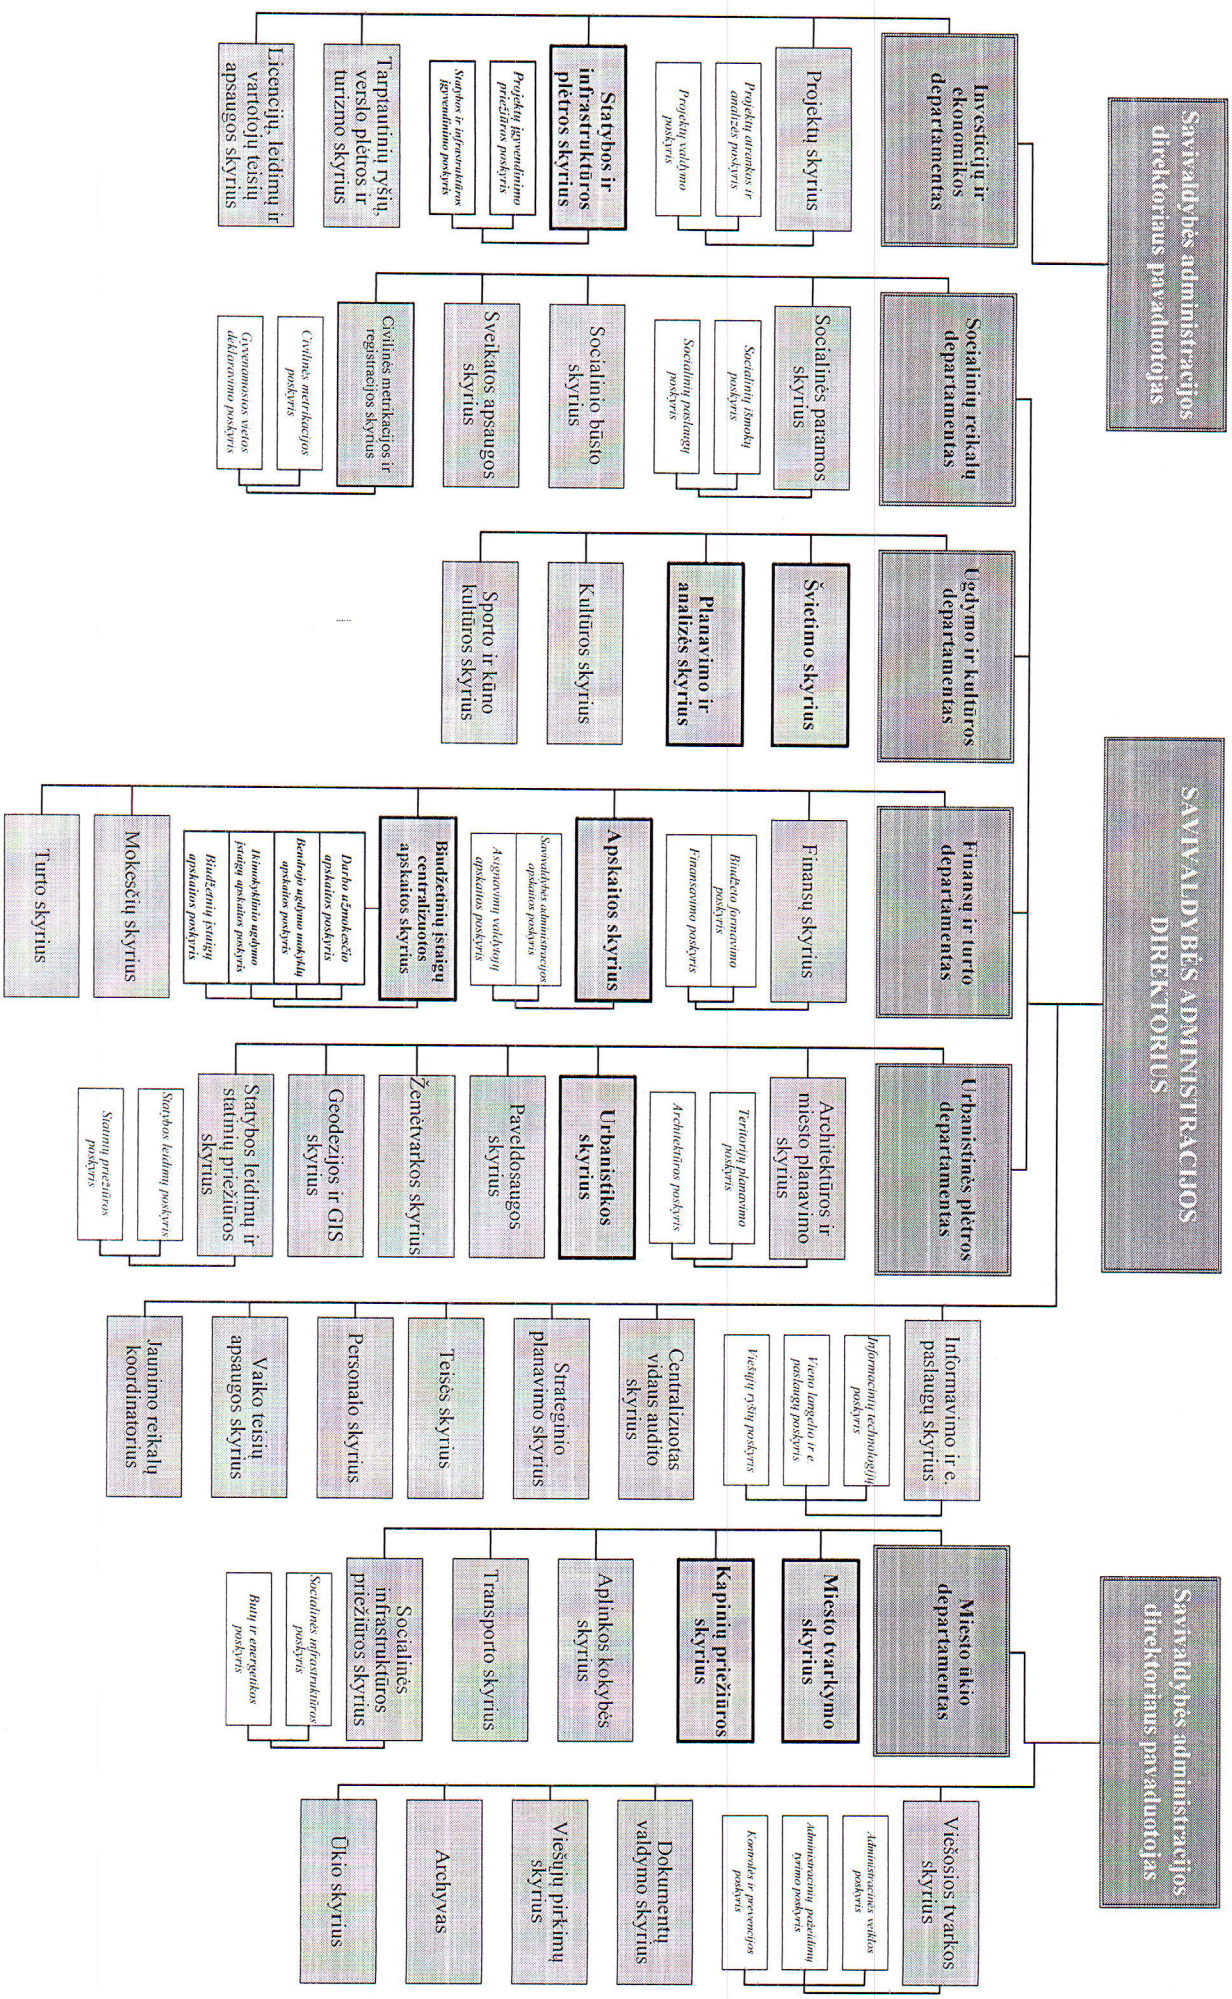 Savivaldybės administracijos
direktoriaus pavaduotojas
SAVIVALDYBĖS ADMINISTRACIJOS
DIREKTORIUS
Savivaldybės administracijos
direktoriaus pavaduotojas
Investicijų ir
ekonomikos
departamentas
Projektų skyrius
Projektų atrankos ir
analizės poskyris
Projektų valdymo
poskyris
Statybos ir
infrastruktūros
plėtros skyrius
Projektų įgyvendinimo
priežiūros poskyris
Statybos ir infrastruktūros
įgyvendinimo poskyris
Tarptautinių ryšių,
verslo plėtros ir
turizmo skyrius
Licencijų, leidimų ir
vartotojų teisių
apsaugos skyrius
Socialinių reikalų
departamentas
Socialinės paramos
skyrius
Socialinių išmokų
poskyris
Socialinių paslaugų
poskyris
Socialinio būsto
skyrius
Sveikatos apsaugos
skyrius
Civilinės metrikacijos ir
registracijos skyrius
Civilinės metrikacijos
poskyris
Gyvenamosios vietos
deklaravimo poskyris
Ugdymo ir kultūros
departamentas
Švietimo skyrius
Planavimo ir
analizės skyrius
Kultūros skyrius
Sporto ir kūno
kultūros skyrius
Finansų ir turto
departamentas
Finansų skyrius
Biudžeto formavimo
poskyris
Finansavimo poskyris
Apskaitos skyrius
Savivaldybės administracijos
apskaitos poskyris
Asignavimų valdytojų
apskaitos poskyris
Biudžetinių įstaigų
centralizuotos
apskaitos skyrius
Darbo užmokesčio
apskaitos poskyris
Bendrojo ugdymo mokyklų
apskaitos poskyris
Ikimokyklinio ugdymo
įstaigų apskaitos poskyris
Biudžetinių įstaigų
apskaitos poskyris
Mokesčių skyrius
Turto skyrius
Urbanistinės plėtros
departamentas
Architektūros ir
miesto planavimo
skyrius
Teritorijų planavimo
poskyris
Architektūros poskyris
Urbanistikos
skyrius
Paveldosaugos
skyrius
Žemėtvarkos skyrius
Geodezijos ir GIS
skyrius
Statybos leidimų ir
statinių priežiūros
skyrius
Statybos leidimų poskyris
Statinių priežiūros
poskyris
Informavimo ir e.
paslaugų skyrius
Informacinių technologijų
poskyris
Vieno langelio ir e.
paslaugų poskyris
Viešųjų ryšių poskyris
Centralizuotas
vidaus audito
skyrius
Strateginio
planavimo skyrius
Teisės skyrius
Personalo skyrius
Vaiko teisių
apsaugos skyrius
Jaunimo reikalų
koordinatorius
Miesto ūkio
departamentas
Miesto tvarkymo
skyrius
Kapinių priežiūros
skyrius
Aplinkos kokybės
skyrius
Transporto skyrius
Socialinės
infrastruktūros
priežiūros skyrius
Socialinės infrastruktūros
poskyris
Butų ir energetikos
poskyris
Viešosios tvarkos
skyrius
Administracinės veiklos
poskyris
Administracinių pažeidimų
tyrimo poskyris
Kontrolės ir prevencijos
poskyris
Dokumentų
valdymo skyrius
Viešųjų pirkimų
skyrius
Archyvas
Ūkio skyrius